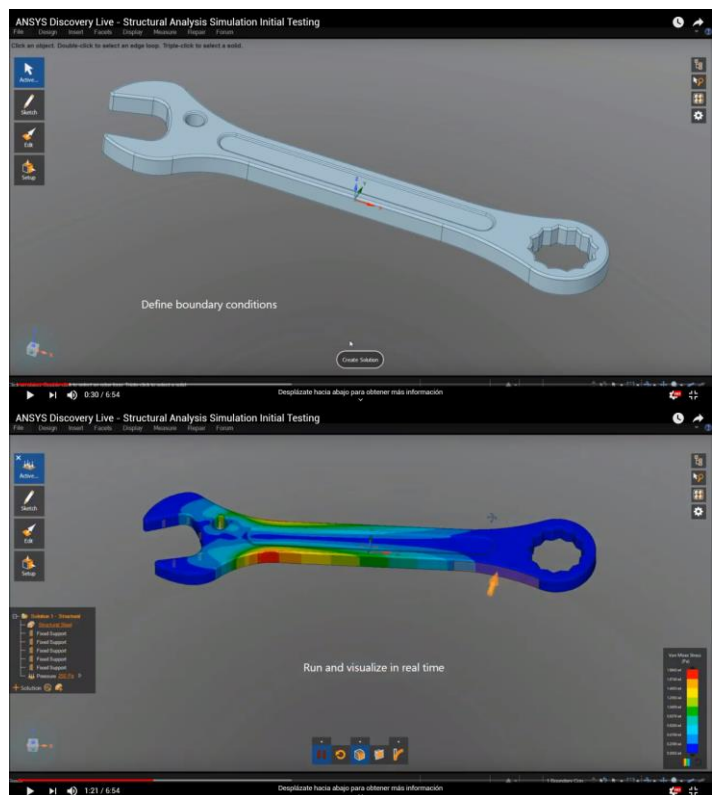 ANSYS Discovery Live - Structural Analysis Simulation Initial Testing
File Design Insert Facets Display Measure Repair Forum
Click an object. Double-click to select an edge loop. Triple-click to select a solid.
Active...
Sketch
Edit
Setup
Define boundary conditions
Create Solution
0:30 / 6:54
Desplázate hacia abajo para obtener más información
ANSYS Discovery Live - Structural Analysis Simulation Initial Testing
File Design Insert Facets Display Measure Repair Forum
Active...
Sketch
Edit
Setup
Solution 1 - Structural
Structural Steel
Fixed Support
Fixed Support
Fixed Support
Fixed Support
Fixed Support
Pressure
Solution
Run and visualize in real time
Von Mises Stress
(Pa)
1:21 / 6:54
Desplázate hacia abajo para obtener más información